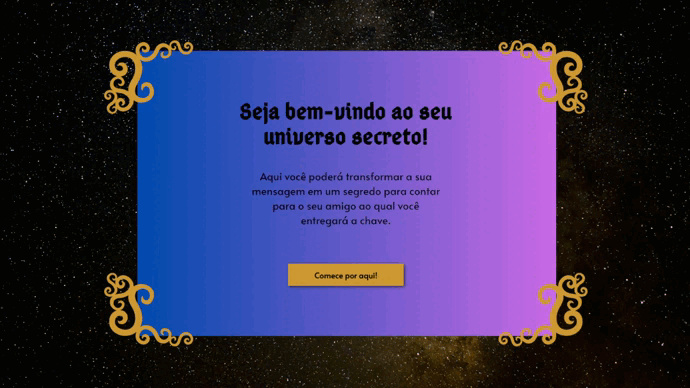 Seja bem-vindo ao seu
universo secreto!
Aqui você poderá transformar a sua
mensagem em um segredo para contar
para o seu amigo ao qual você
entregará a chave.
Comece por aqui!